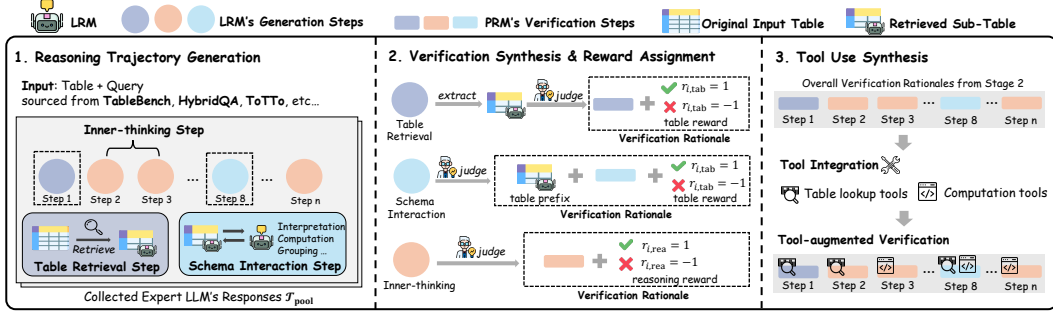 LRM
LRM's Generation Steps
PRM's Verification Steps
Original Input Table
Retrieved Sub-Table
1. Reasoning Trajectory Generation
Input: Table + Query
sourced from TableBench, HybridQA, ToTTo, etc...
Inner-thinking Step
...
...
Step 1
Step 2
Step 3
Step 8
Step n
Retrieve
Table Retrieval Step
Interpretation
Computation
Grouping ...
Schema Interaction Step
Collected Expert LLM's Responses 𝒯pool
2. Verification Synthesis & Reward Assignment
Table
Retrieval
extract
judge
+
r_{i,tab} = 1
r_{i,tab} = −1
table reward
Verification Rationale
Schema
Interaction
judge
table prefix
+
+
r_{i,tab} = 1
r_{i,tab} = −1
table reward
Verification Rationale
Inner-thinking
judge
+
r_{i,rea} = 1
r_{i,rea} = −1
reasoning reward
Verification Rationale
3. Tool Use Synthesis
Overall Verification Rationales from Stage 2
...
...
Step 1
Step 2
Step 3
Step 8
Step n
Tool Integration
Table lookup tools
Computation tools
Tool-augmented Verification
...
...
Step 1
Step 2
Step 3
Step 8
Step n